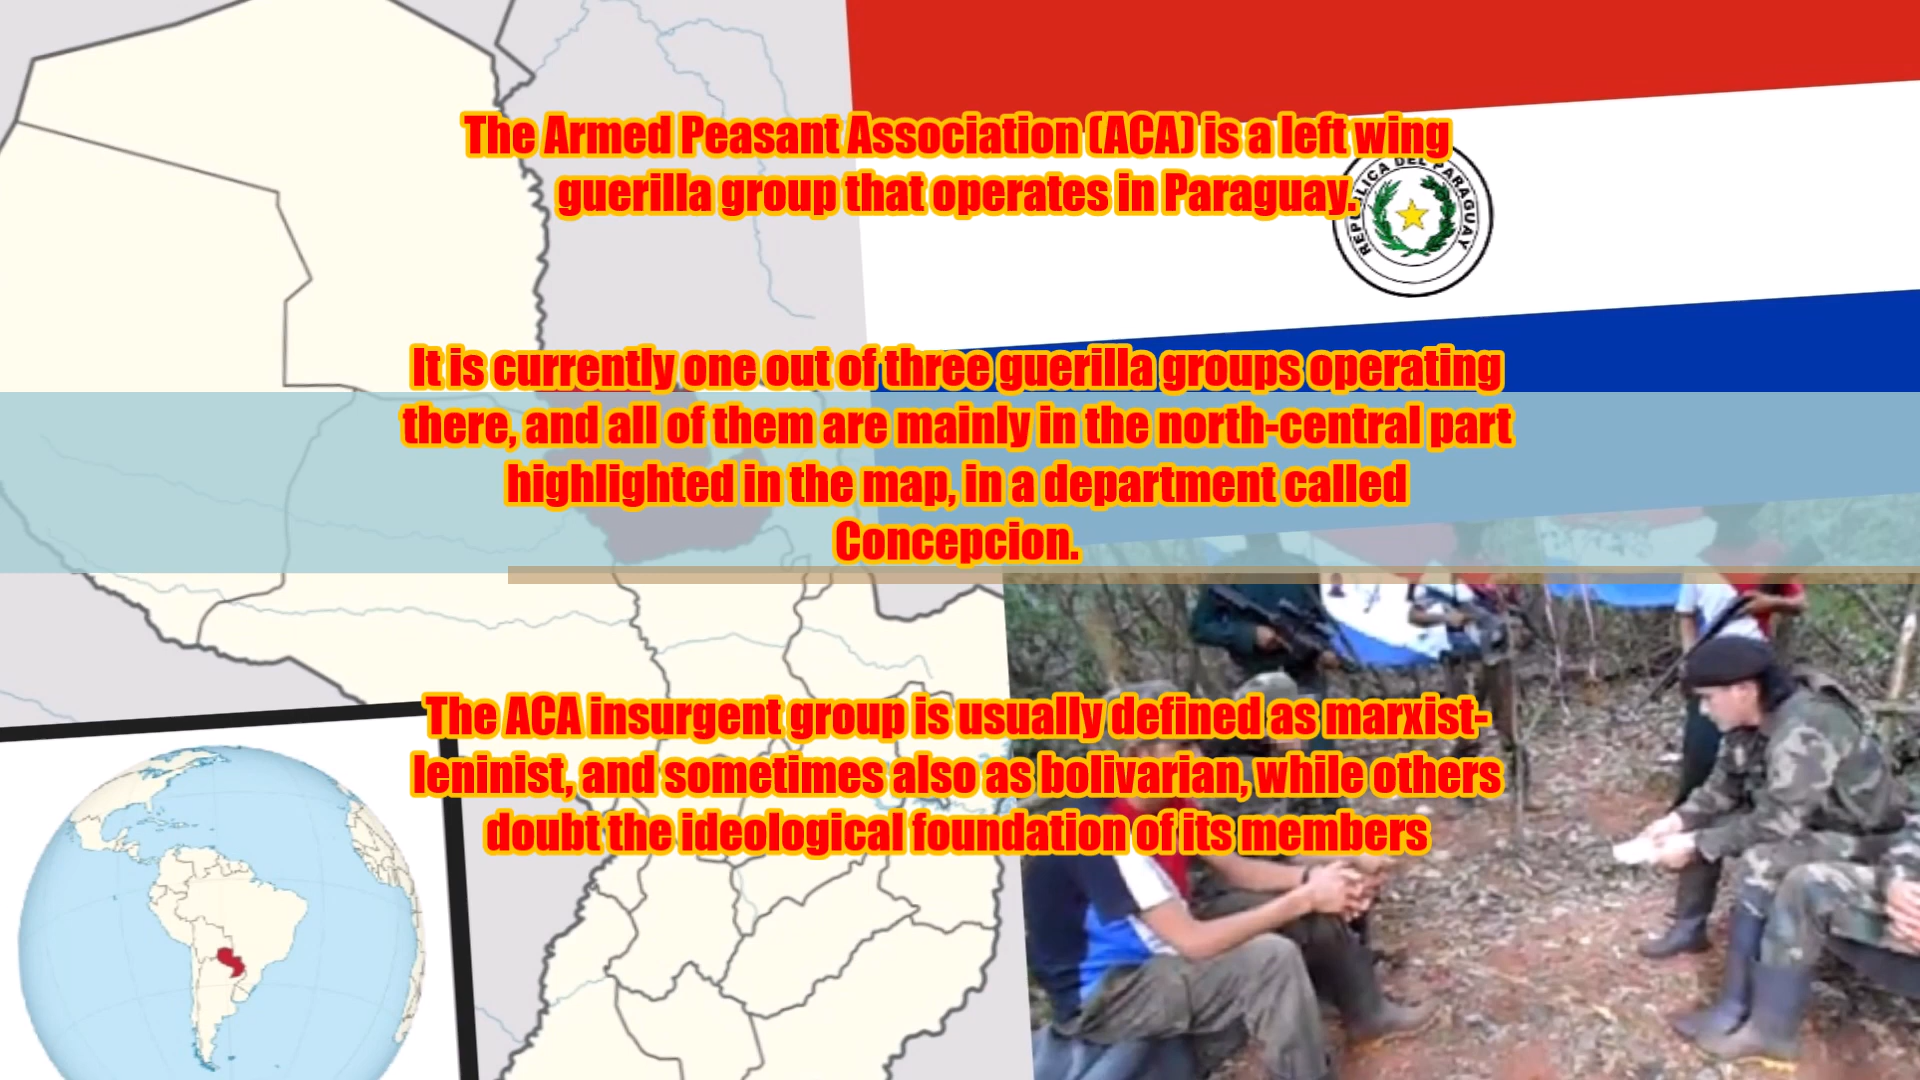 The Armed Peasant Association (ACA) is a left wing
guerilla group that operates in Paraguay.
REPÚBLICA DEL PARAGUAY
It is currently one out of three guerilla groups operating
there, and all of them are mainly in the north-central part
highlighted in the map, in a department called
Concepcion.
The ACA insurgent group is usually defined as marxist-
leninist, and sometimes also as bolivarian, while others
doubt the ideological foundation of its members